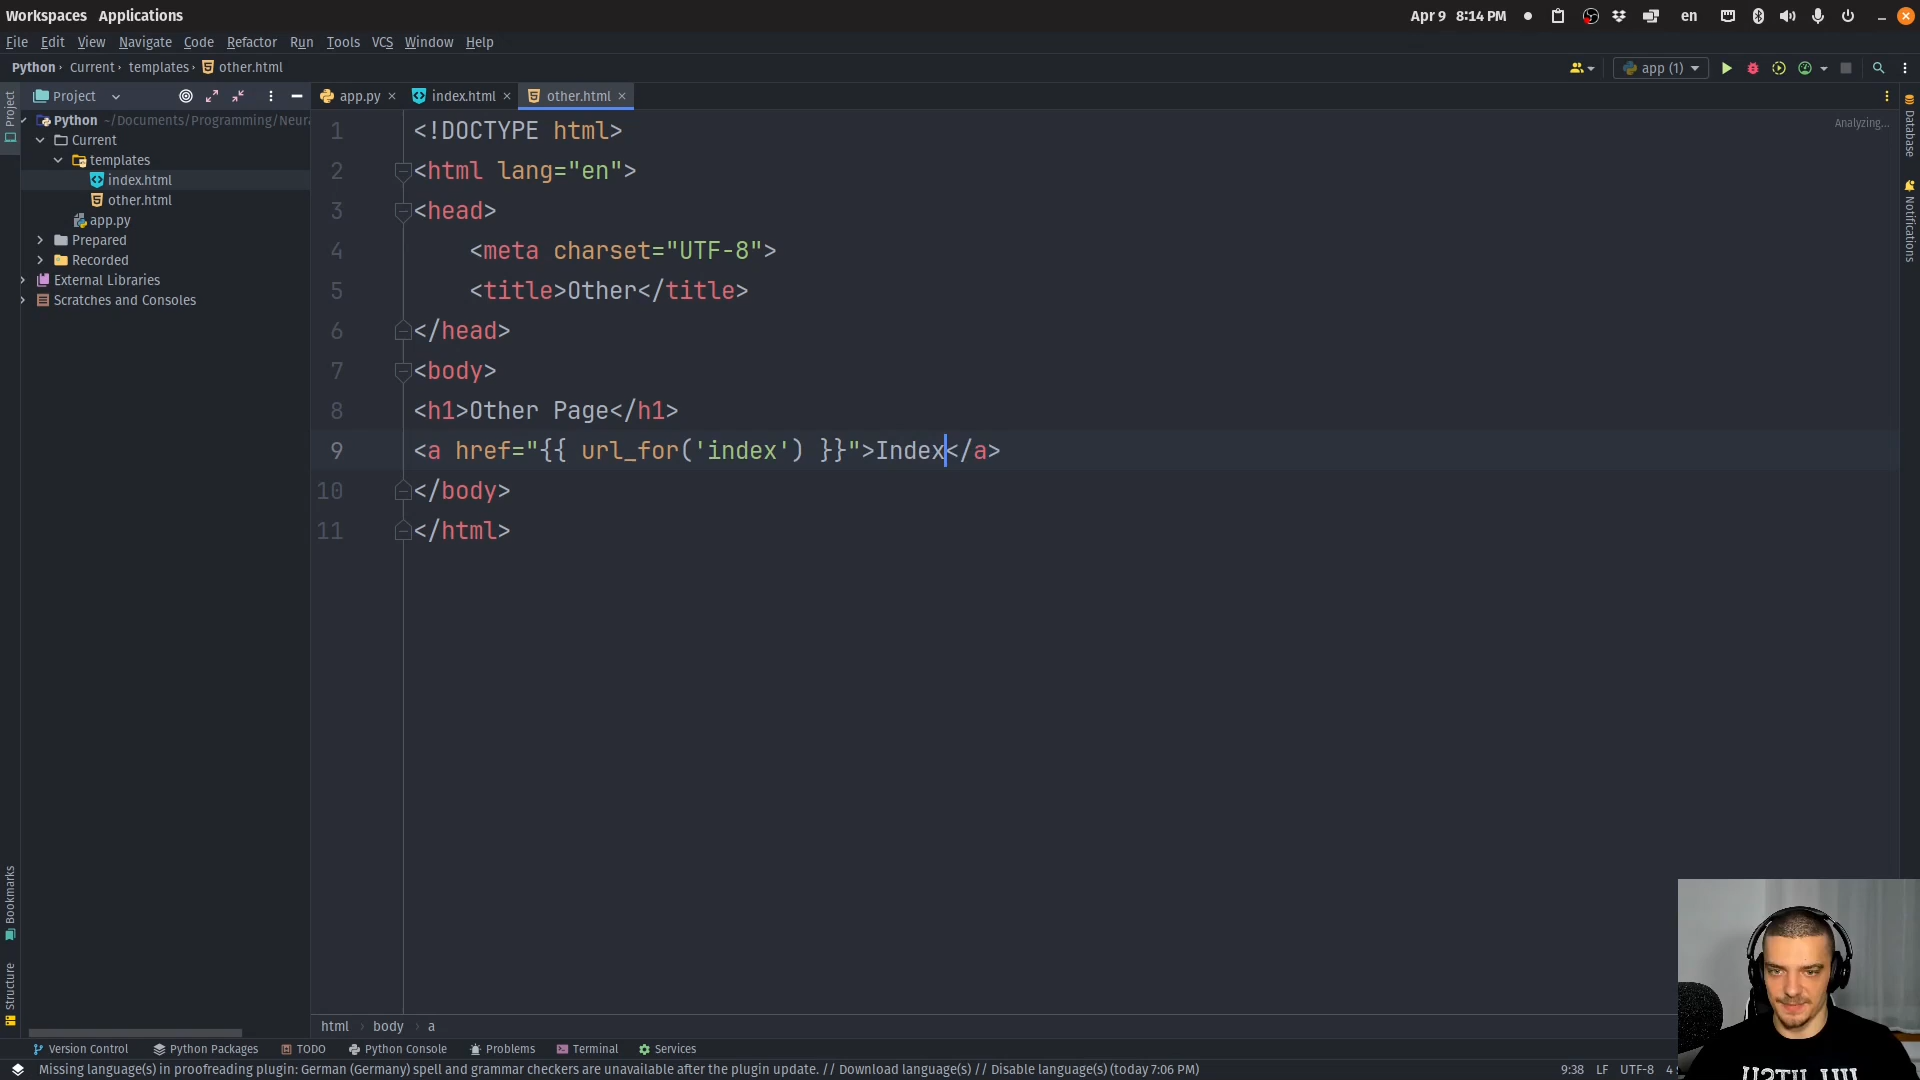 Workspaces Applications
Apr 9 8:14 PM
en
File Edit View Navigate Code Refactor Run Tools VCS Window Help
Python › Current › templates › other.html
app (1)
Project
app.py × index.html × other.html ×
Project
Python ~/Documents/Programming/Neura
Current
templates
index.html
other.html
app.py
Prepared
Recorded
External Libraries
Scratches and Consoles
Analyzing...
Database
Notifications
1 <!DOCTYPE html>
2 <html lang="en">
3 <head>
4     <meta charset="UTF-8">
5     <title>Other</title>
6 </head>
7 <body>
8 <h1>Other Page</h1>
9 <a href="{{ url_for('index') }}">Index</a>
10 </body>
11 </html>
Bookmarks
Structure
html › body › a
Version Control Python Packages TODO Python Console Problems Terminal Services
Missing language(s) in proofreading plugin: German (Germany) spell and grammar checkers are unavailable after the plugin update. // Download language(s) // Disable language(s) (today 7:06 PM)
9:38 LF UTF-8 4